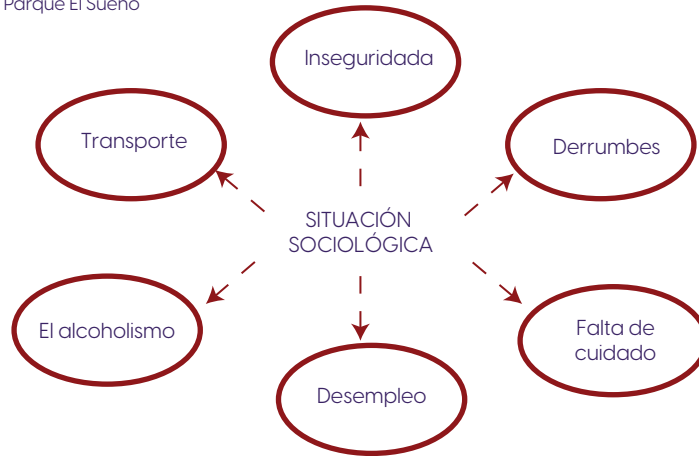 Parque El Sueño
Inseguridada
Transporte
Derrumbes
SITUACIÓN
SOCIOLÓGICA
El alcoholismo
Falta de
cuidado
Desempleo